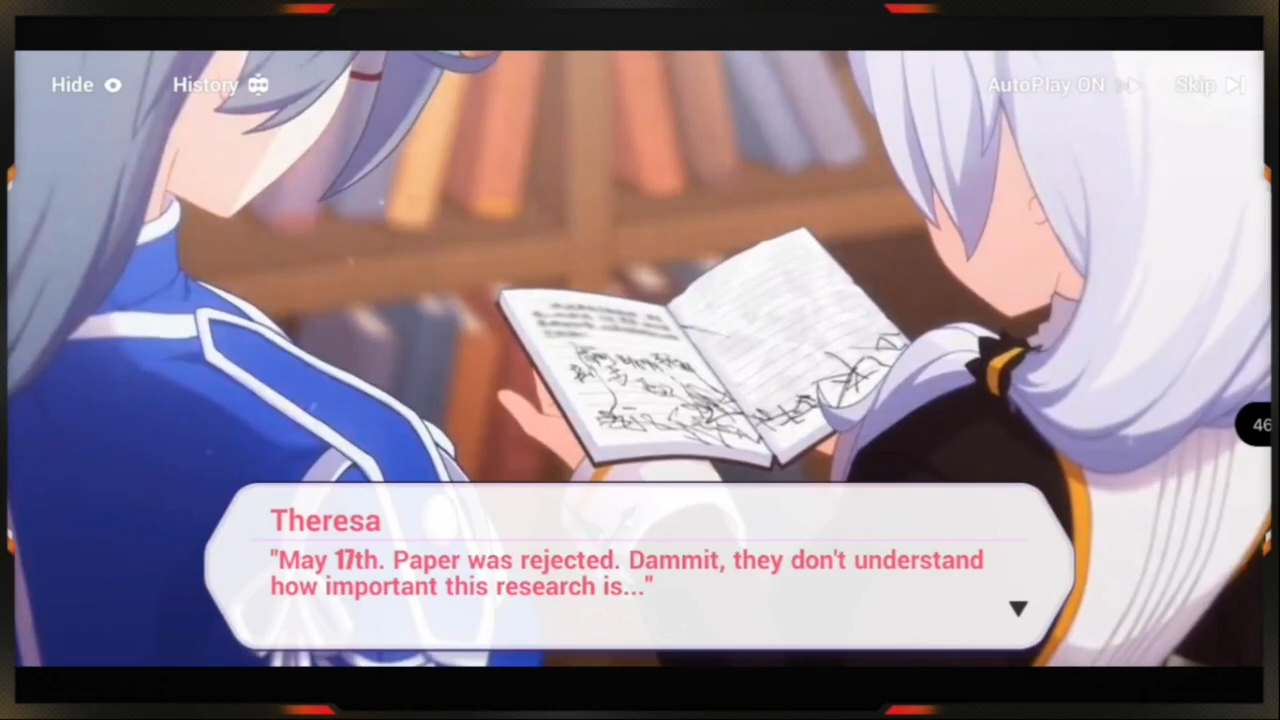 Hide
History
AutoPlay ON
Skip
46
Theresa
"May 17th. Paper was rejected. Dammit, they don't understand
how important this research is..."